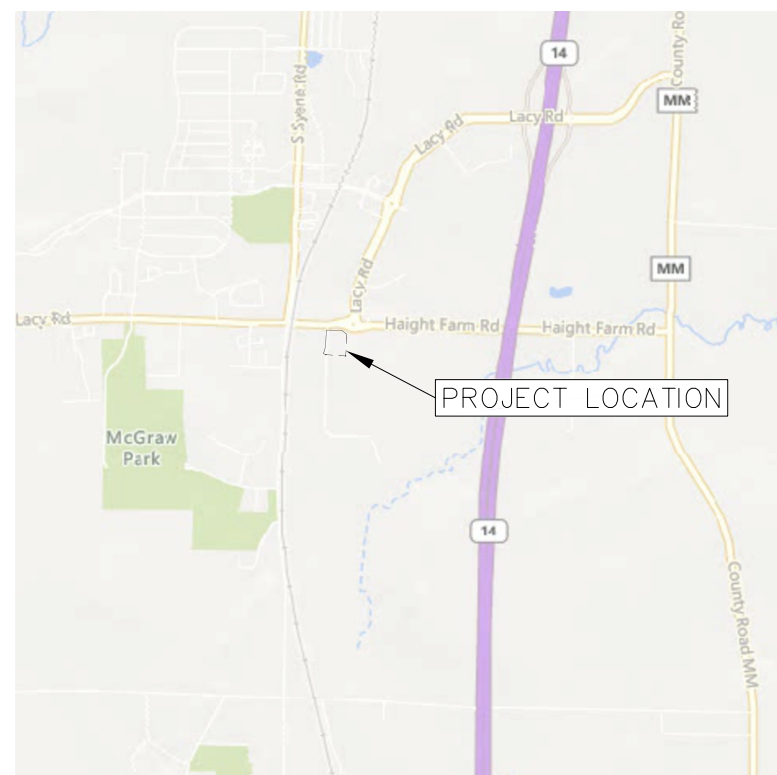 14
County Ro
S Syene Rd
MM
Lacy Rd
Lacy Rd
MM
Lacy Rd
Lacy Rd
Haight Farm Rd
Haight Farm Rd
PROJECT LOCATION
McGraw
Park
14
County Road MM